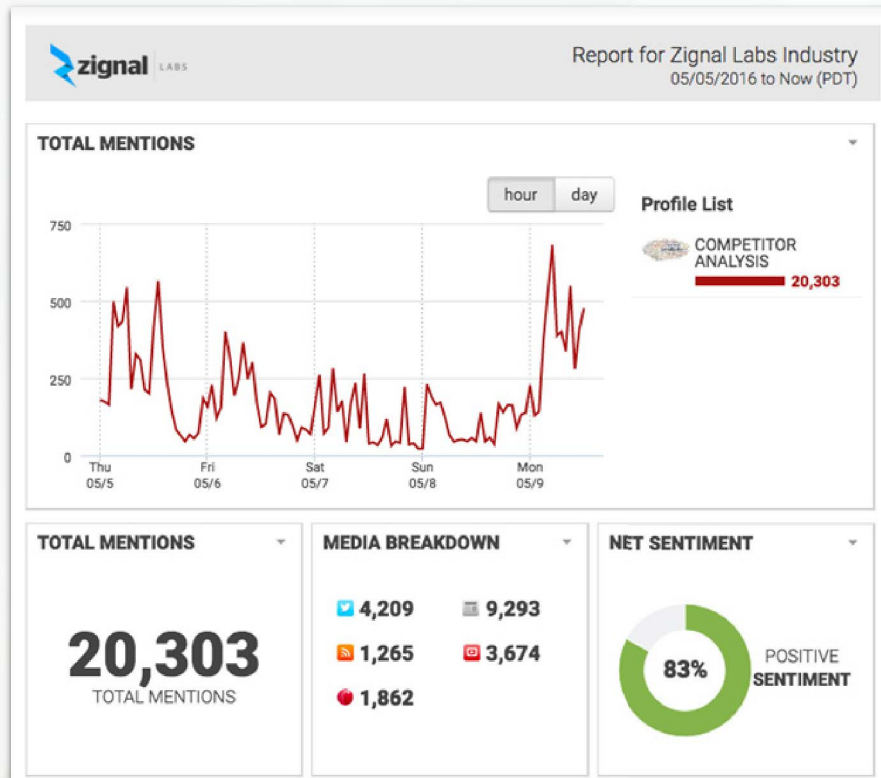 zignal LABS
Report for Zignal Labs Industry
05/05/2016 to Now (PDT)
TOTAL MENTIONS
hour day
Profile List
COMPETITOR
ANALYSIS
20,303
750
500
250
0
Thu Fri Sat Sun Mon
05/5 05/6 05/7 05/8 05/9
TOTAL MENTIONS
20,303
TOTAL MENTIONS
MEDIA BREAKDOWN
4,209 9,293
1,265 3,674
1,862
NET SENTIMENT
83%
POSITIVE
SENTIMENT